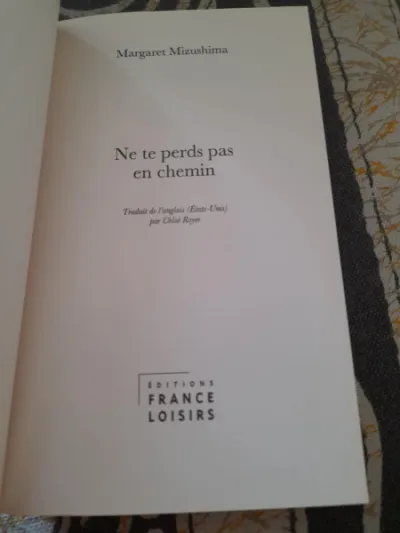 Margaret Mizushima
Ne te perds pas
en chemin
Traduit de l'anglais (États-Unis)
par Chloé Royer
ÉDITIONS
FRANCE
LOISIRS